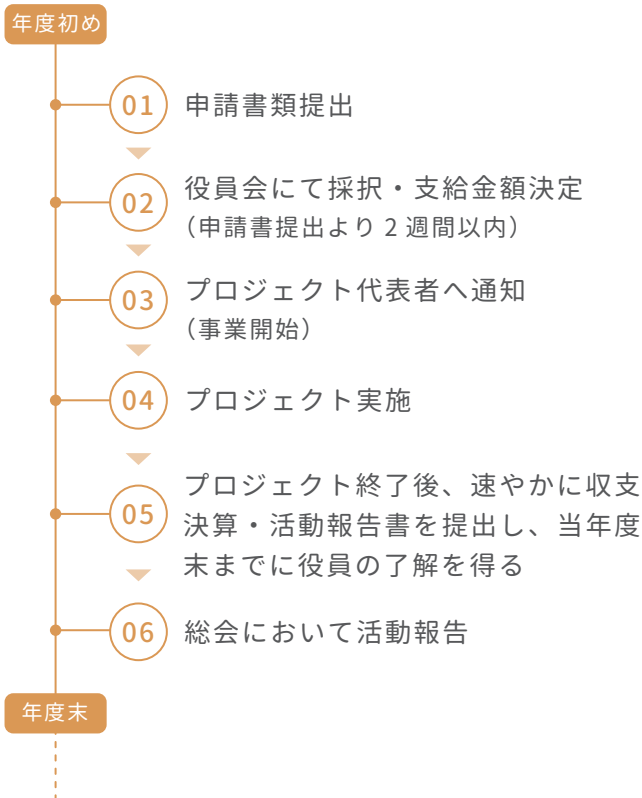 年度初め
01
申請書類提出
02
役員会にて採択・支給金額決定
（申請書提出より 2 週間以内）
03
プロジェクト代表者へ通知
（事業開始）
04
プロジェクト実施
05
プロジェクト終了後、速やかに収支
決算・活動報告書を提出し、当年度
末までに役員の了解を得る
06
総会において活動報告
年度末